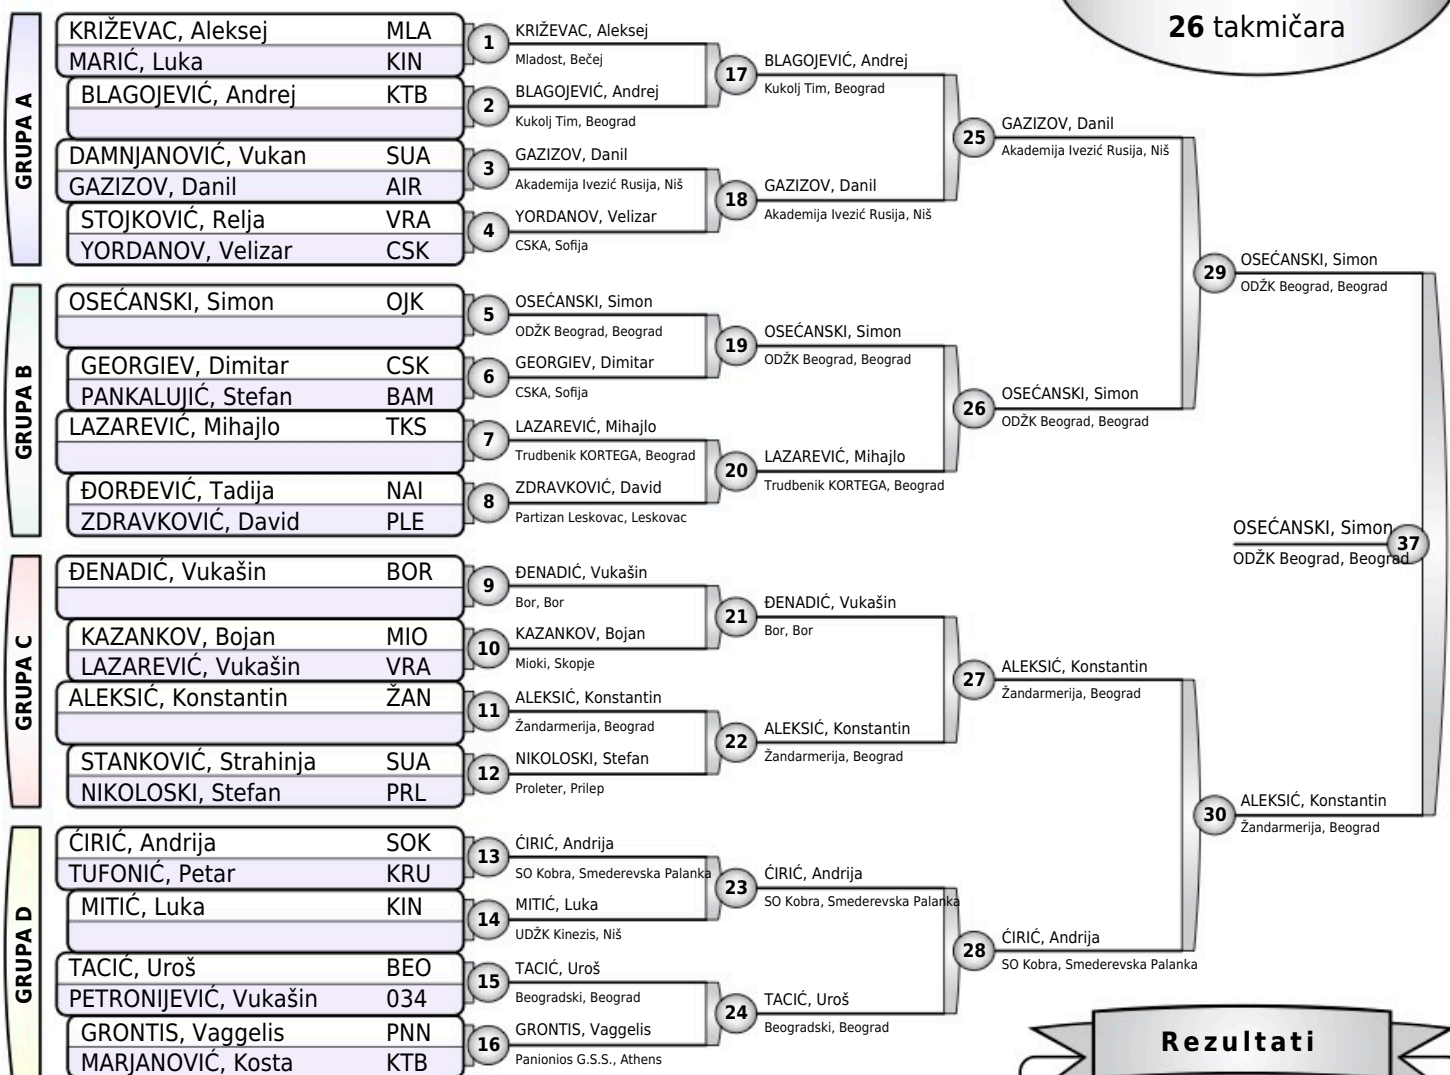 26 takmičara
GRUPA A
KRIŽEVAC, Aleksej MLA
MARIĆ, Luka KIN
BLAGOJEVIĆ, Andrej KTB
DAMNJANOVIĆ, Vukan SUA
GAZIZOV, Danil AIR
STOJKOVIĆ, Relja VRA
YORDANOV, Velizar CSK
GRUPA B
OSEĆANSKI, Simon OJK
GEORGIEV, Dimitar CSK
PANKALUJIĆ, Stefan BAM
LAZAREVIĆ, Mihajlo TKS
ĐORĐEVIĆ, Tadija NAI
ZDRAVKOVIĆ, David PLE
GRUPA C
ĐENADIĆ, Vukašin BOR
KAZANKOV, Bojan MIO
LAZAREVIĆ, Vukašin VRA
ALEKSIĆ, Konstantin ŽAN
STANKOVIĆ, Strahinja SUA
NIKOLOSKI, Stefan PRL
GRUPA D
ĆIRIĆ, Andrija SOK
TUFONIĆ, Petar KRU
MITIĆ, Luka KIN
TACIĆ, Uroš BEO
PETRONIJEVIĆ, Vukašin 034
GRONTIS, Vaggelis PNN
MARJANOVIĆ, Kosta KTB
1 KRIŽEVAC, Aleksej
Mladost, Bečej
2 BLAGOJEVIĆ, Andrej
Kukolj Tim, Beograd
3 GAZIZOV, Danil
Akademija Ivezić Rusija, Niš
4 YORDANOV, Velizar
CSKA, Sofija
5 OSEĆANSKI, Simon
ODŽK Beograd, Beograd
6 GEORGIEV, Dimitar
CSKA, Sofija
7 LAZAREVIĆ, Mihajlo
Trudbenik KORTEGA, Beograd
8 ZDRAVKOVIĆ, David
Partizan Leskovac, Leskovac
9 ĐENADIĆ, Vukašin
Bor, Bor
10 KAZANKOV, Bojan
Mioki, Skopje
11 ALEKSIĆ, Konstantin
Žandarmerija, Beograd
12 NIKOLOSKI, Stefan
Proleter, Prilep
13 ĆIRIĆ, Andrija
SO Kobra, Smederevska Palanka
14 MITIĆ, Luka
UDŽK Kinezis, Niš
15 TACIĆ, Uroš
Beogradski, Beograd
16 GRONTIS, Vaggelis
Panionios G.S.S., Athens
17 BLAGOJEVIĆ, Andrej
Kukolj Tim, Beograd
18 GAZIZOV, Danil
Akademija Ivezić Rusija, Niš
19 OSEĆANSKI, Simon
ODŽK Beograd, Beograd
20 LAZAREVIĆ, Mihajlo
Trudbenik KORTEGA, Beograd
21 ĐENADIĆ, Vukašin
Bor, Bor
22 ALEKSIĆ, Konstantin
Žandarmerija, Beograd
23 ĆIRIĆ, Andrija
SO Kobra, Smederevska Palanka
24 TACIĆ, Uroš
Beogradski, Beograd
25 GAZIZOV, Danil
Akademija Ivezić Rusija, Niš
26 OSEĆANSKI, Simon
ODŽK Beograd, Beograd
27 ALEKSIĆ, Konstantin
Žandarmerija, Beograd
28 ĆIRIĆ, Andrija
SO Kobra, Smederevska Palanka
29 OSEĆANSKI, Simon
ODŽK Beograd, Beograd
30 ALEKSIĆ, Konstantin
Žandarmerija, Beograd
OSEĆANSKI, Simon 37
ODŽK Beograd, Beograd
Rezultati